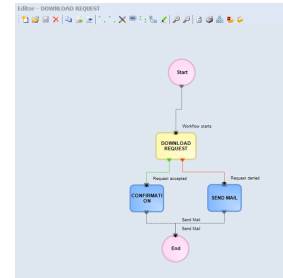 Editor - DOWNLOAD REQUEST
Start
Workflow starts
DOWNLOAD
REQUEST
Request accepted
Request denied
CONFIRMATI
ON
SEND MAIL
Send Mail
Send Mail
End